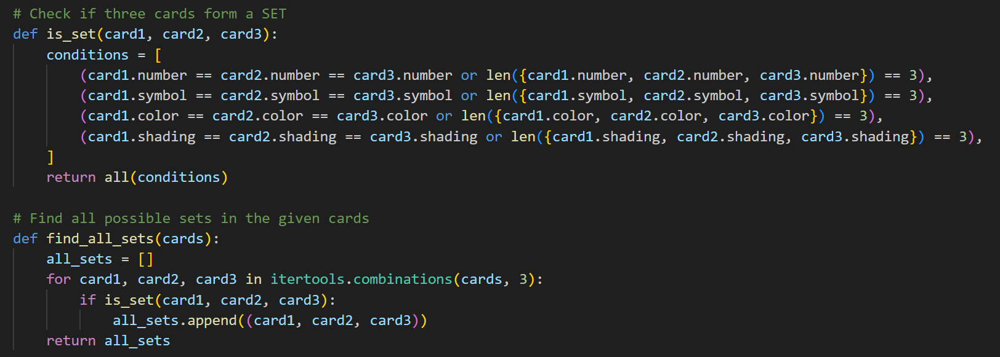 # Check if three cards form a SET
def is_set(card1, card2, card3):
    conditions = [
        (card1.number == card2.number == card3.number or len({card1.number, card2.number, card3.number}) == 3),
        (card1.symbol == card2.symbol == card3.symbol or len({card1.symbol, card2.symbol, card3.symbol}) == 3),
        (card1.color == card2.color == card3.color or len({card1.color, card2.color, card3.color}) == 3),
        (card1.shading == card2.shading == card3.shading or len({card1.shading, card2.shading, card3.shading}) == 3),
    ]
    return all(conditions)

# Find all possible sets in the given cards
def find_all_sets(cards):
    all_sets = []
    for card1, card2, card3 in itertools.combinations(cards, 3):
        if is_set(card1, card2, card3):
            all_sets.append((card1, card2, card3))
    return all_sets